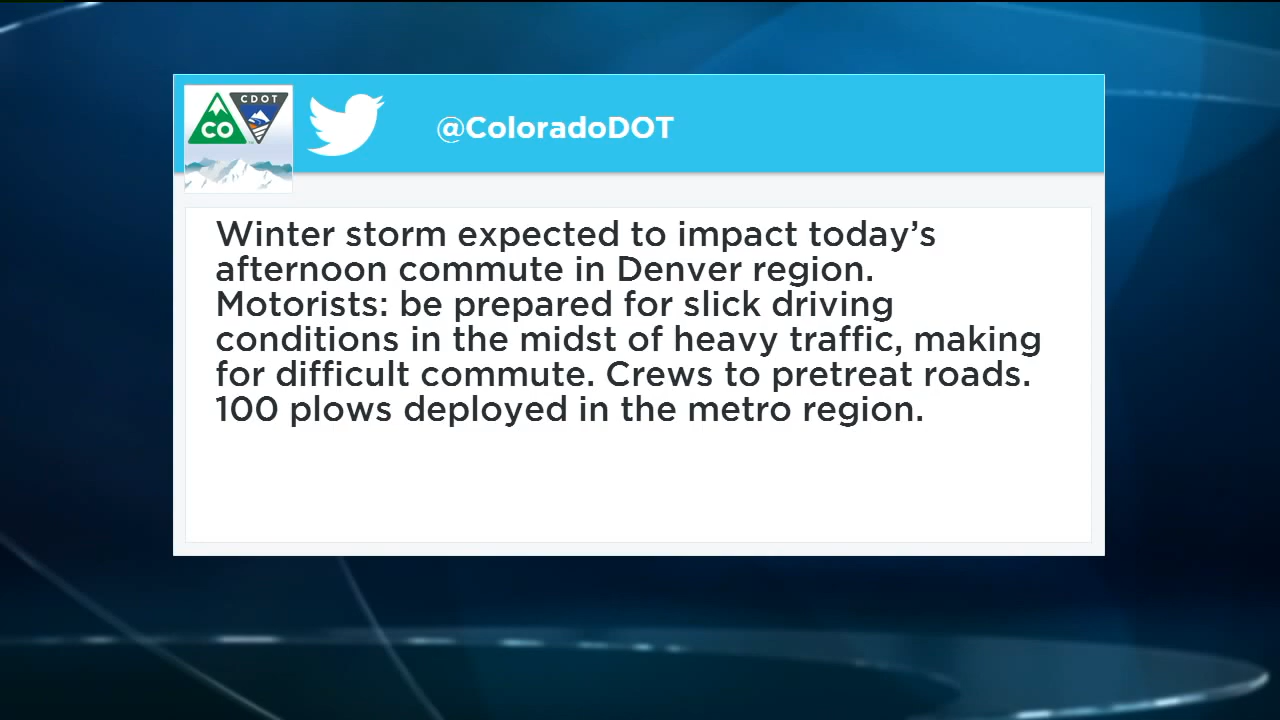 CO
CDOT
@ColoradoDOT
Winter storm expected to impact today’s
afternoon commute in Denver region.
Motorists: be prepared for slick driving
conditions in the midst of heavy traffic, making
for difficult commute. Crews to pretreat roads.
100 plows deployed in the metro region.